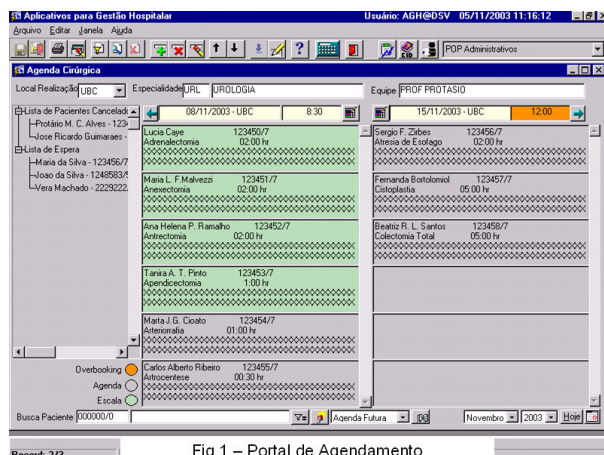 Aplicativos para Gestão Hospitalar Usuário: AGH@DSV 05/11/2003 11:16:12
Arquivo Editar Janela Ajuda
POP Administrativos
Agenda Cirúrgica
Local Realização UBC Especialidade URL UROLOGIA Equipe PROF PROTASIO
08/11/2003 - UBC 8:30
15/11/2003 - UBC 12:00
Lista de Pacientes Cancelad
Protário M. C. Alves - 123
Jose Ricardo Guimaraes -
Lista de Espera
Maria da Silva - 123456/7
Joao da Silva - 1248583/
Vera Machado - 2229222
Lucia Caye 123450/7
Adrenalectomia 02:00 hr
Maria L. F.Malvezzi 123451/7
Anexectomia 02:00 hr
Ana Helena P. Ramalho 123452/7
Antrectomia 02:00 hr
Tanira A. T. Pinto 123453/7
Apendicectomia 1:00 hr
Marta J.G. Cioato 123454/7
Arteriorrafia 01:00 hr
Carlos Alberto Ribeiro 123455/7
Artrocentese 00:30 hr
Sergio F. Zirbes 123456/7
Atresia de Esofago 02:00 hr
Fernanda Bortolomiol 123457/7
Cistoplastia 05:00 hr
Beatriz R. L. Santos 123458/7
Colectomia Total 05:00 hr
Overbooking
Agenda
Escala
Busca Paciente 000000/0 Agenda Futura Novembro 2003 Hoje
Record: 2/3
Fig 1 – Portal de Agendamento